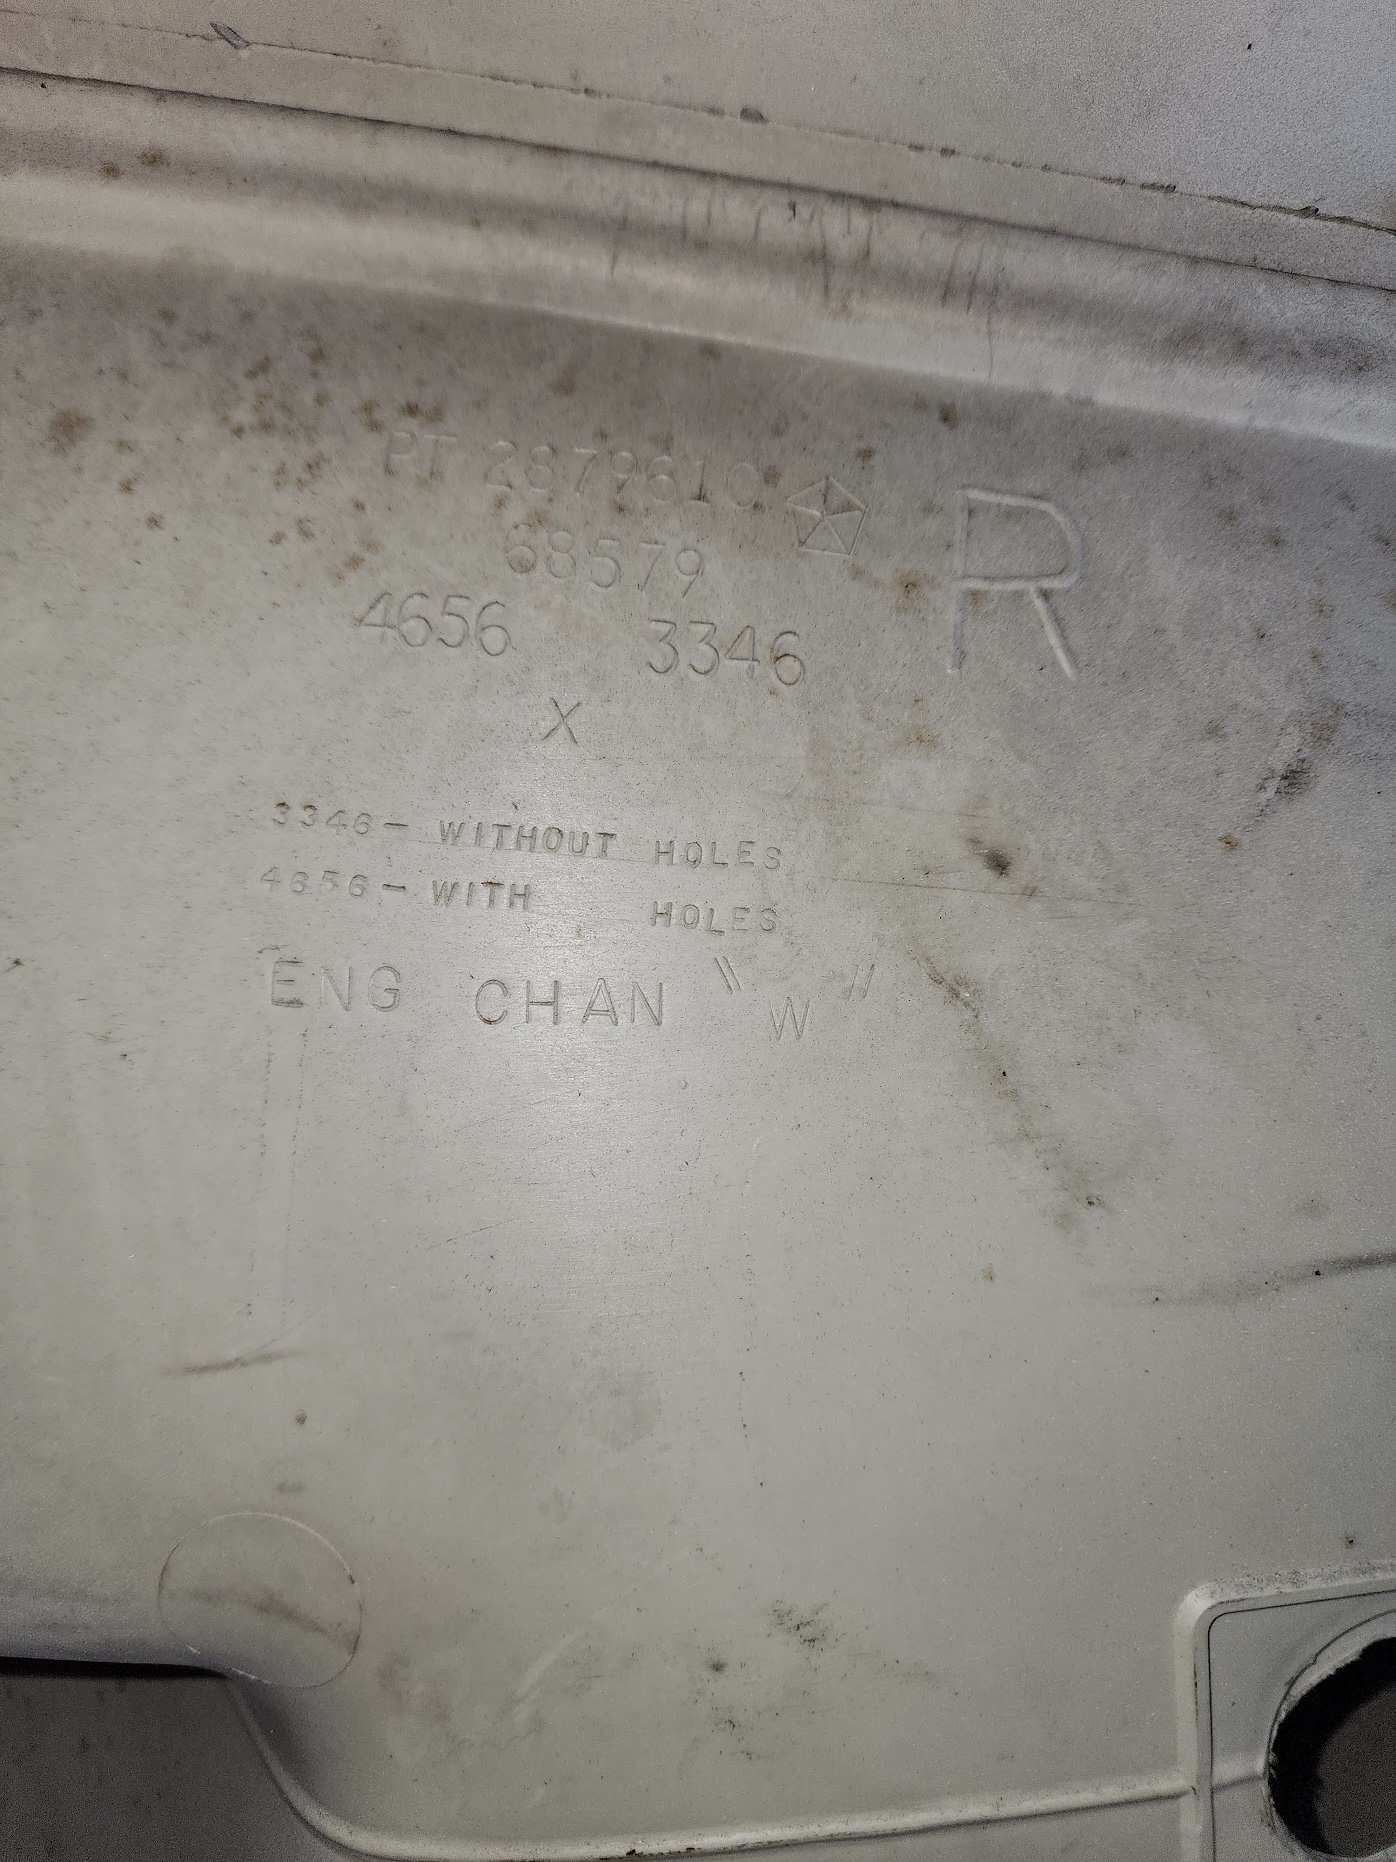 PT 2879610
R
68579
4656 3346
X
3346- WITHOUT HOLES
4656- WITH HOLES
ENG CHAN "W"